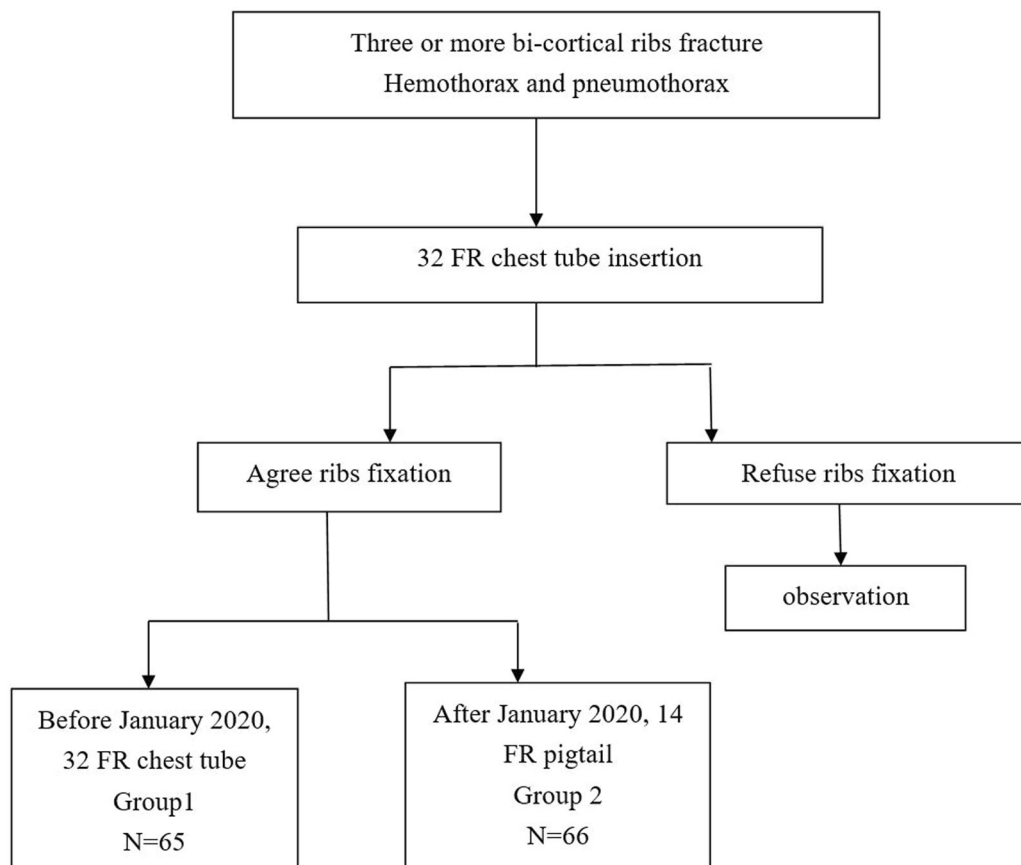 Three or more bi-cortical ribs fracture
Hemothorax and pneumothorax
32 FR chest tube insertion
Agree ribs fixation
Refuse ribs fixation
observation
Before January 2020,
32 FR chest tube
Group1
N=65
After January 2020, 14
FR pigtail
Group 2
N=66